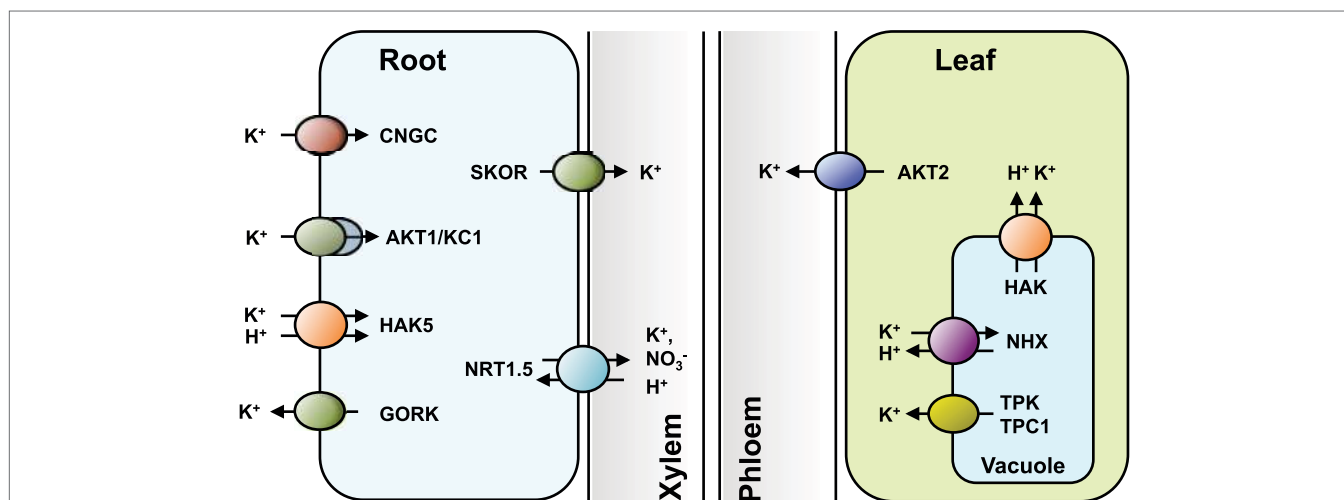 Root
Leaf
K⁺
CNGC
SKOR
K⁺
K⁺
AKT2
H⁺ K⁺
K⁺
AKT1/KC1
HAK
K⁺
H⁺
HAK5
K⁺,
NO₃⁻
H⁺
NRT1.5
K⁺
H⁺
NHX
K⁺
GORK
K⁺
TPK
TPC1
Vacuole
Xylem
Phloem